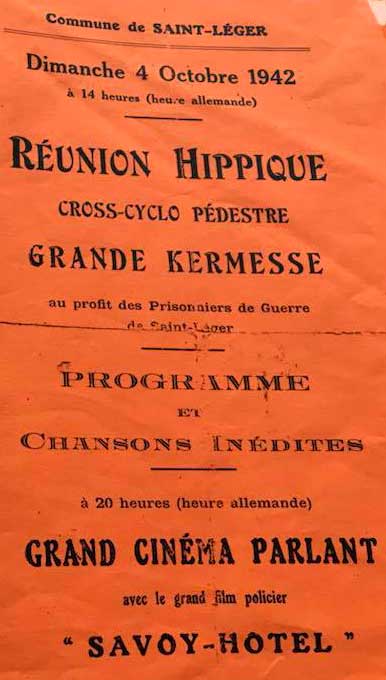 Commune de SAINT-LÉGER
Dimanche 4 Octobre 1942
à 14 heures (heure allemande)
RÉUNION HIPPIQUE
CROSS-CYCLO PÉDESTRE
GRANDE KERMESSE
au profit des Prisonniers de Guerre
de Saint-Léger
PROGRAMME
ET
CHANSONS INÉDITES
à 20 heures (heure allemande)
GRAND CINÉMA PARLANT
avec le grand film policier
“ SAVOY-HOTEL ”